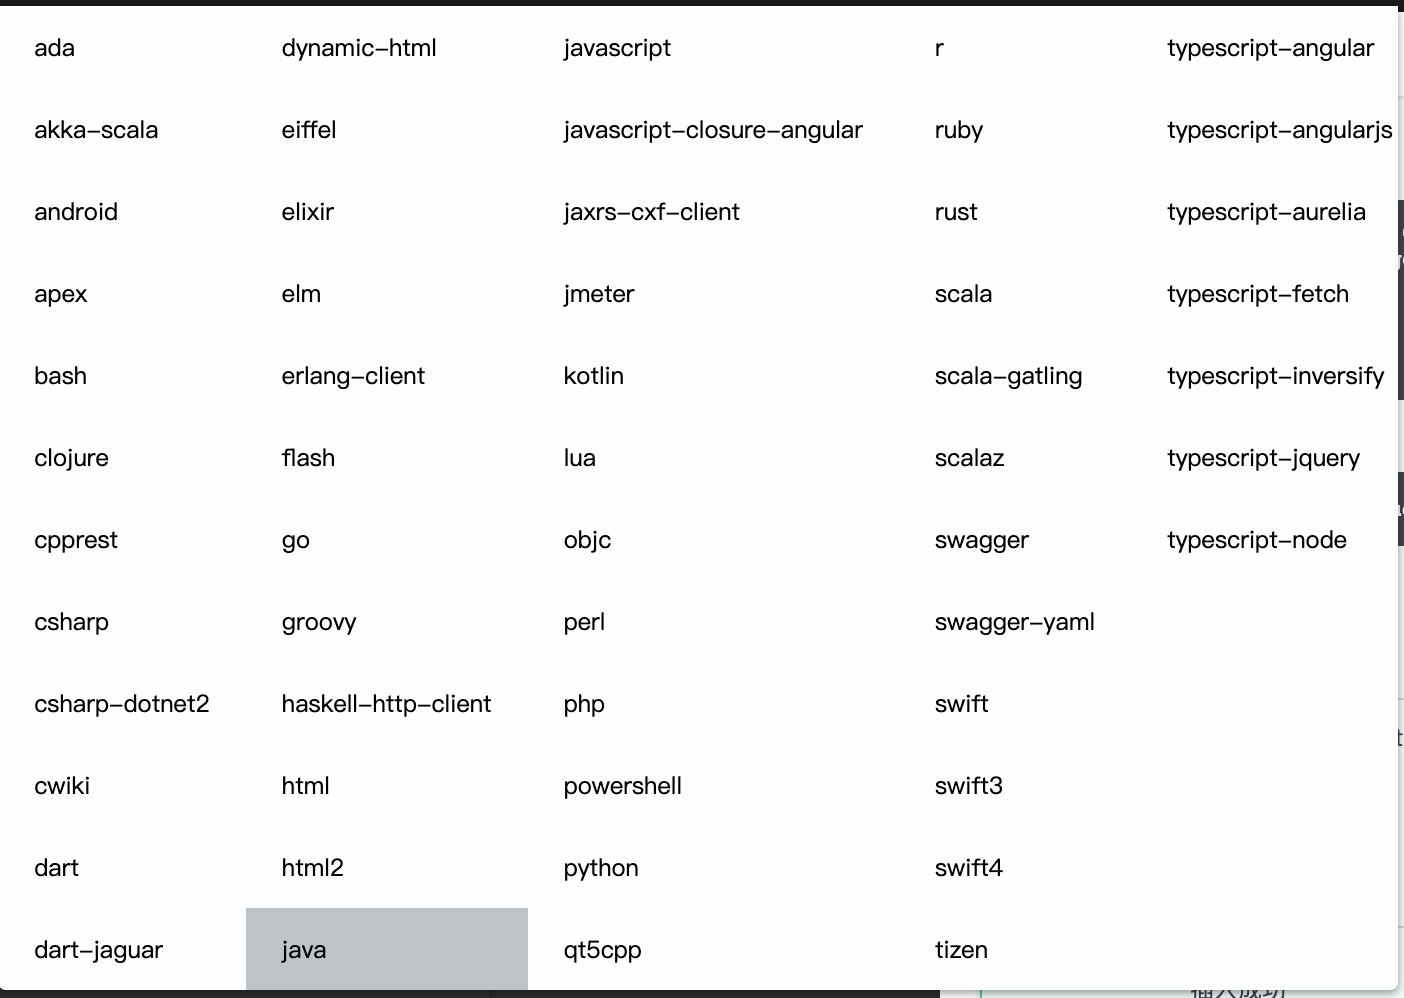 ada
akka-scala
android
apex
bash
clojure
cpprest
csharp
csharp-dotnet2
cwiki
dart
dart-jaguar
dynamic-html
eiffel
elixir
elm
erlang-client
flash
go
groovy
haskell-http-client
html
html2
java
javascript
javascript-closure-angular
jaxrs-cxf-client
jmeter
kotlin
lua
objc
perl
php
powershell
python
qt5cpp
r
ruby
rust
scala
scala-gatling
scalaz
swagger
swagger-yaml
swift
swift3
swift4
tizen
typescript-angular
typescript-angularjs
typescript-aurelia
typescript-fetch
typescript-inversify
typescript-jquery
typescript-node